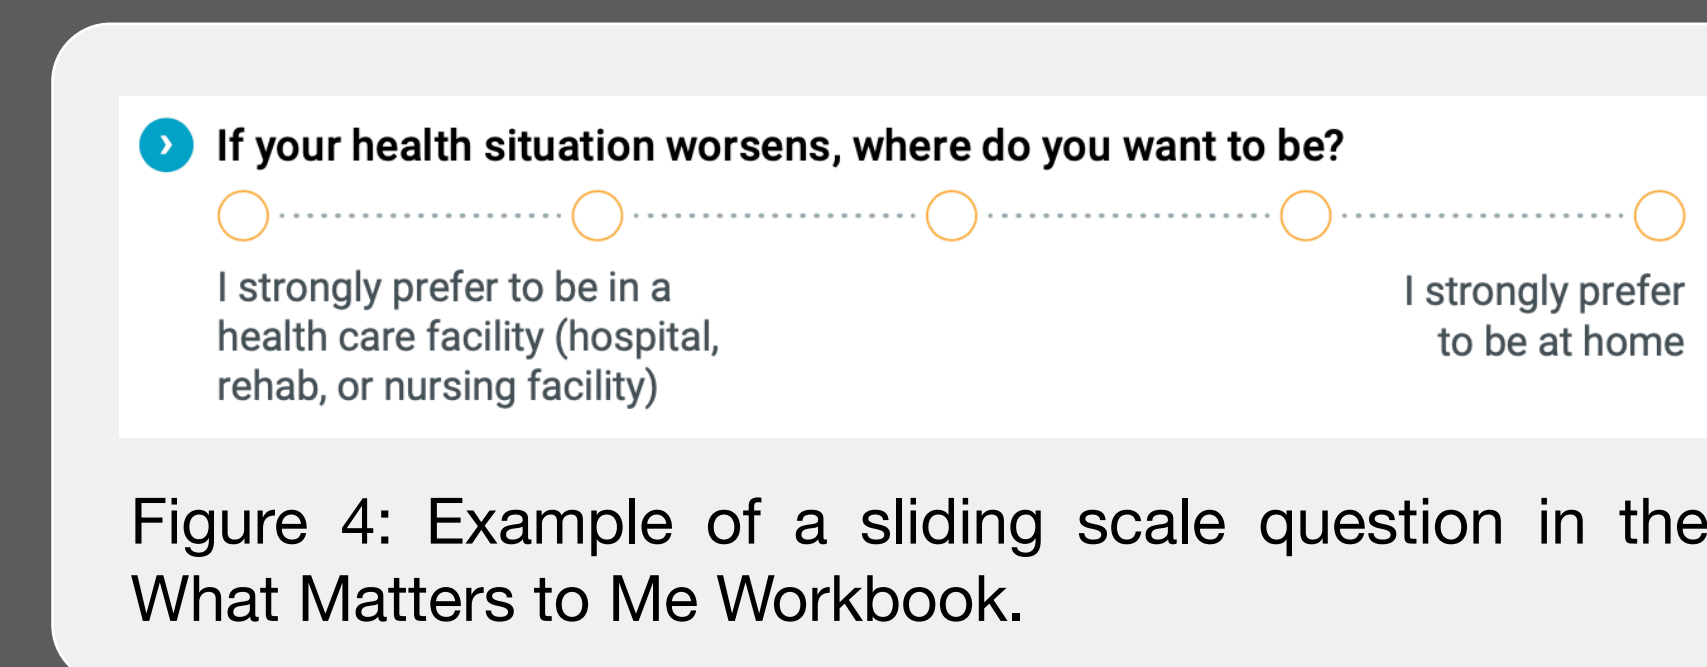 If your health situation worsens, where do you want to be?
I strongly prefer to be in a
health care facility (hospital,
rehab, or nursing facility)
I strongly prefer
to be at home
Figure 4: Example of a sliding scale question in the
What Matters to Me Workbook.